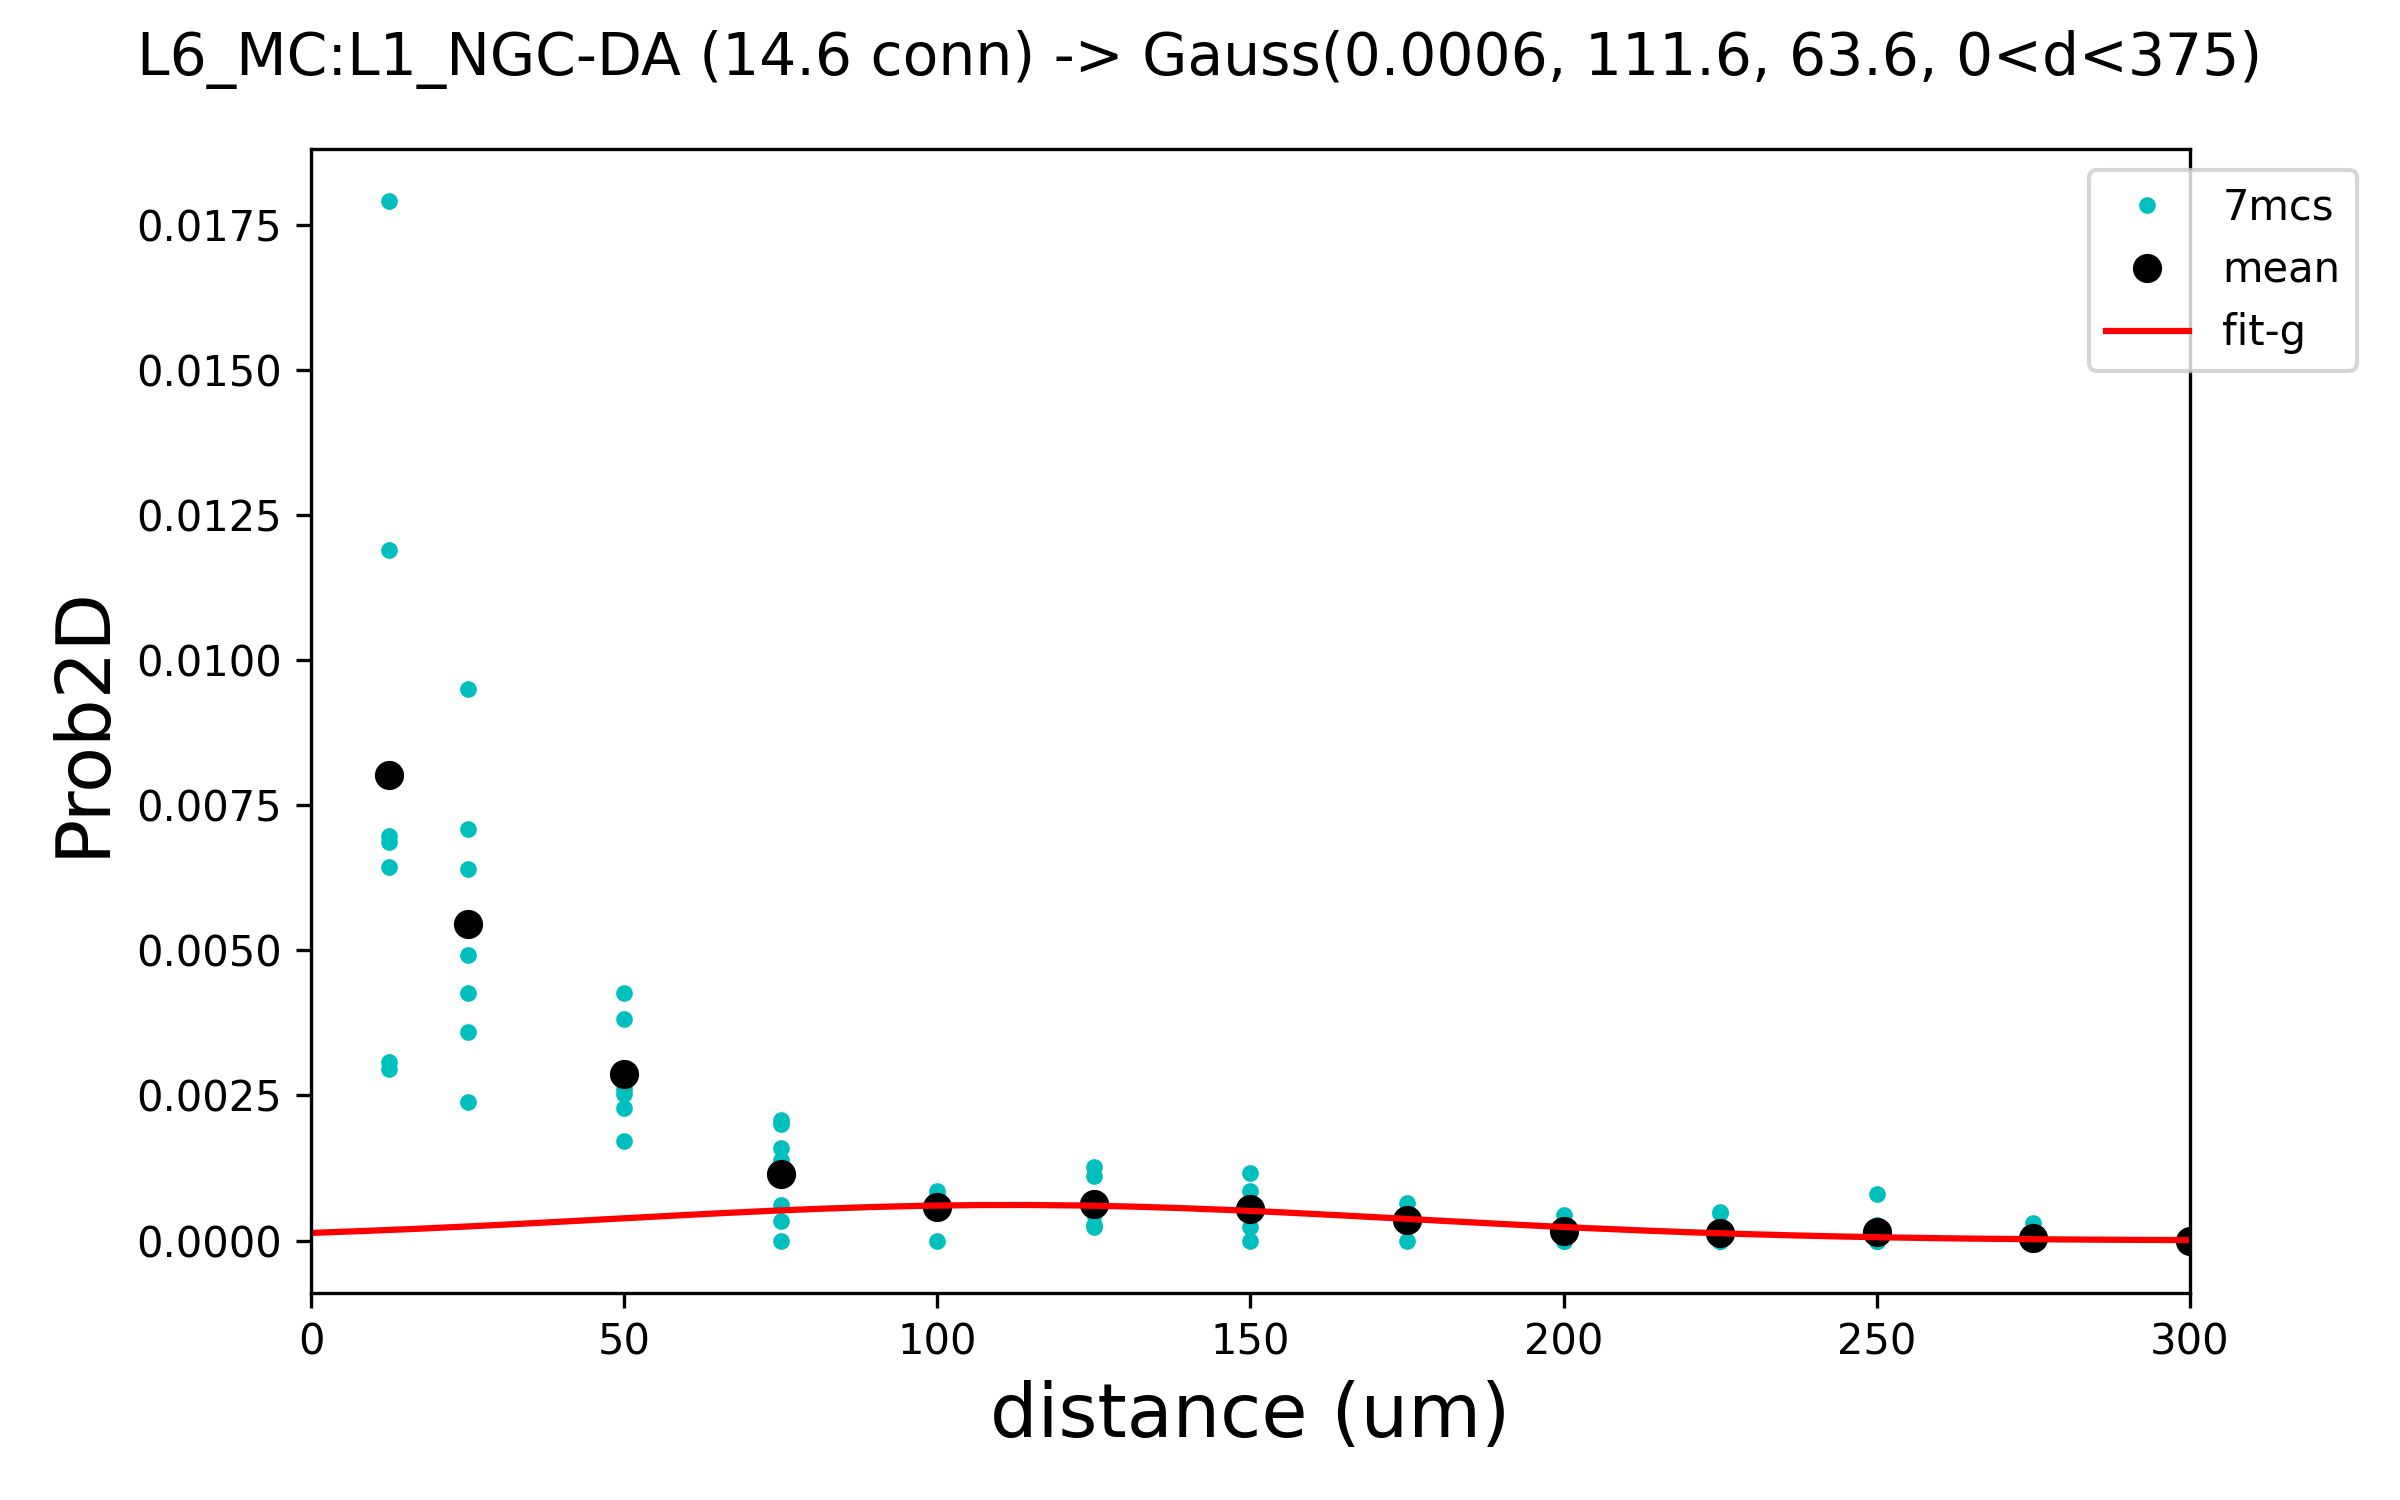 L6_MC:L1_NGC-DA (14.6 conn) -> Gauss(0.0006, 111.6, 63.6, 0<d<375)
7mcs
mean
fit-g
0.0175
0.0150
0.0125
0.0100
0.0075
0.0050
0.0025
0.0000
Prob2D
0 50 100 150 200 250 300
distance (um)